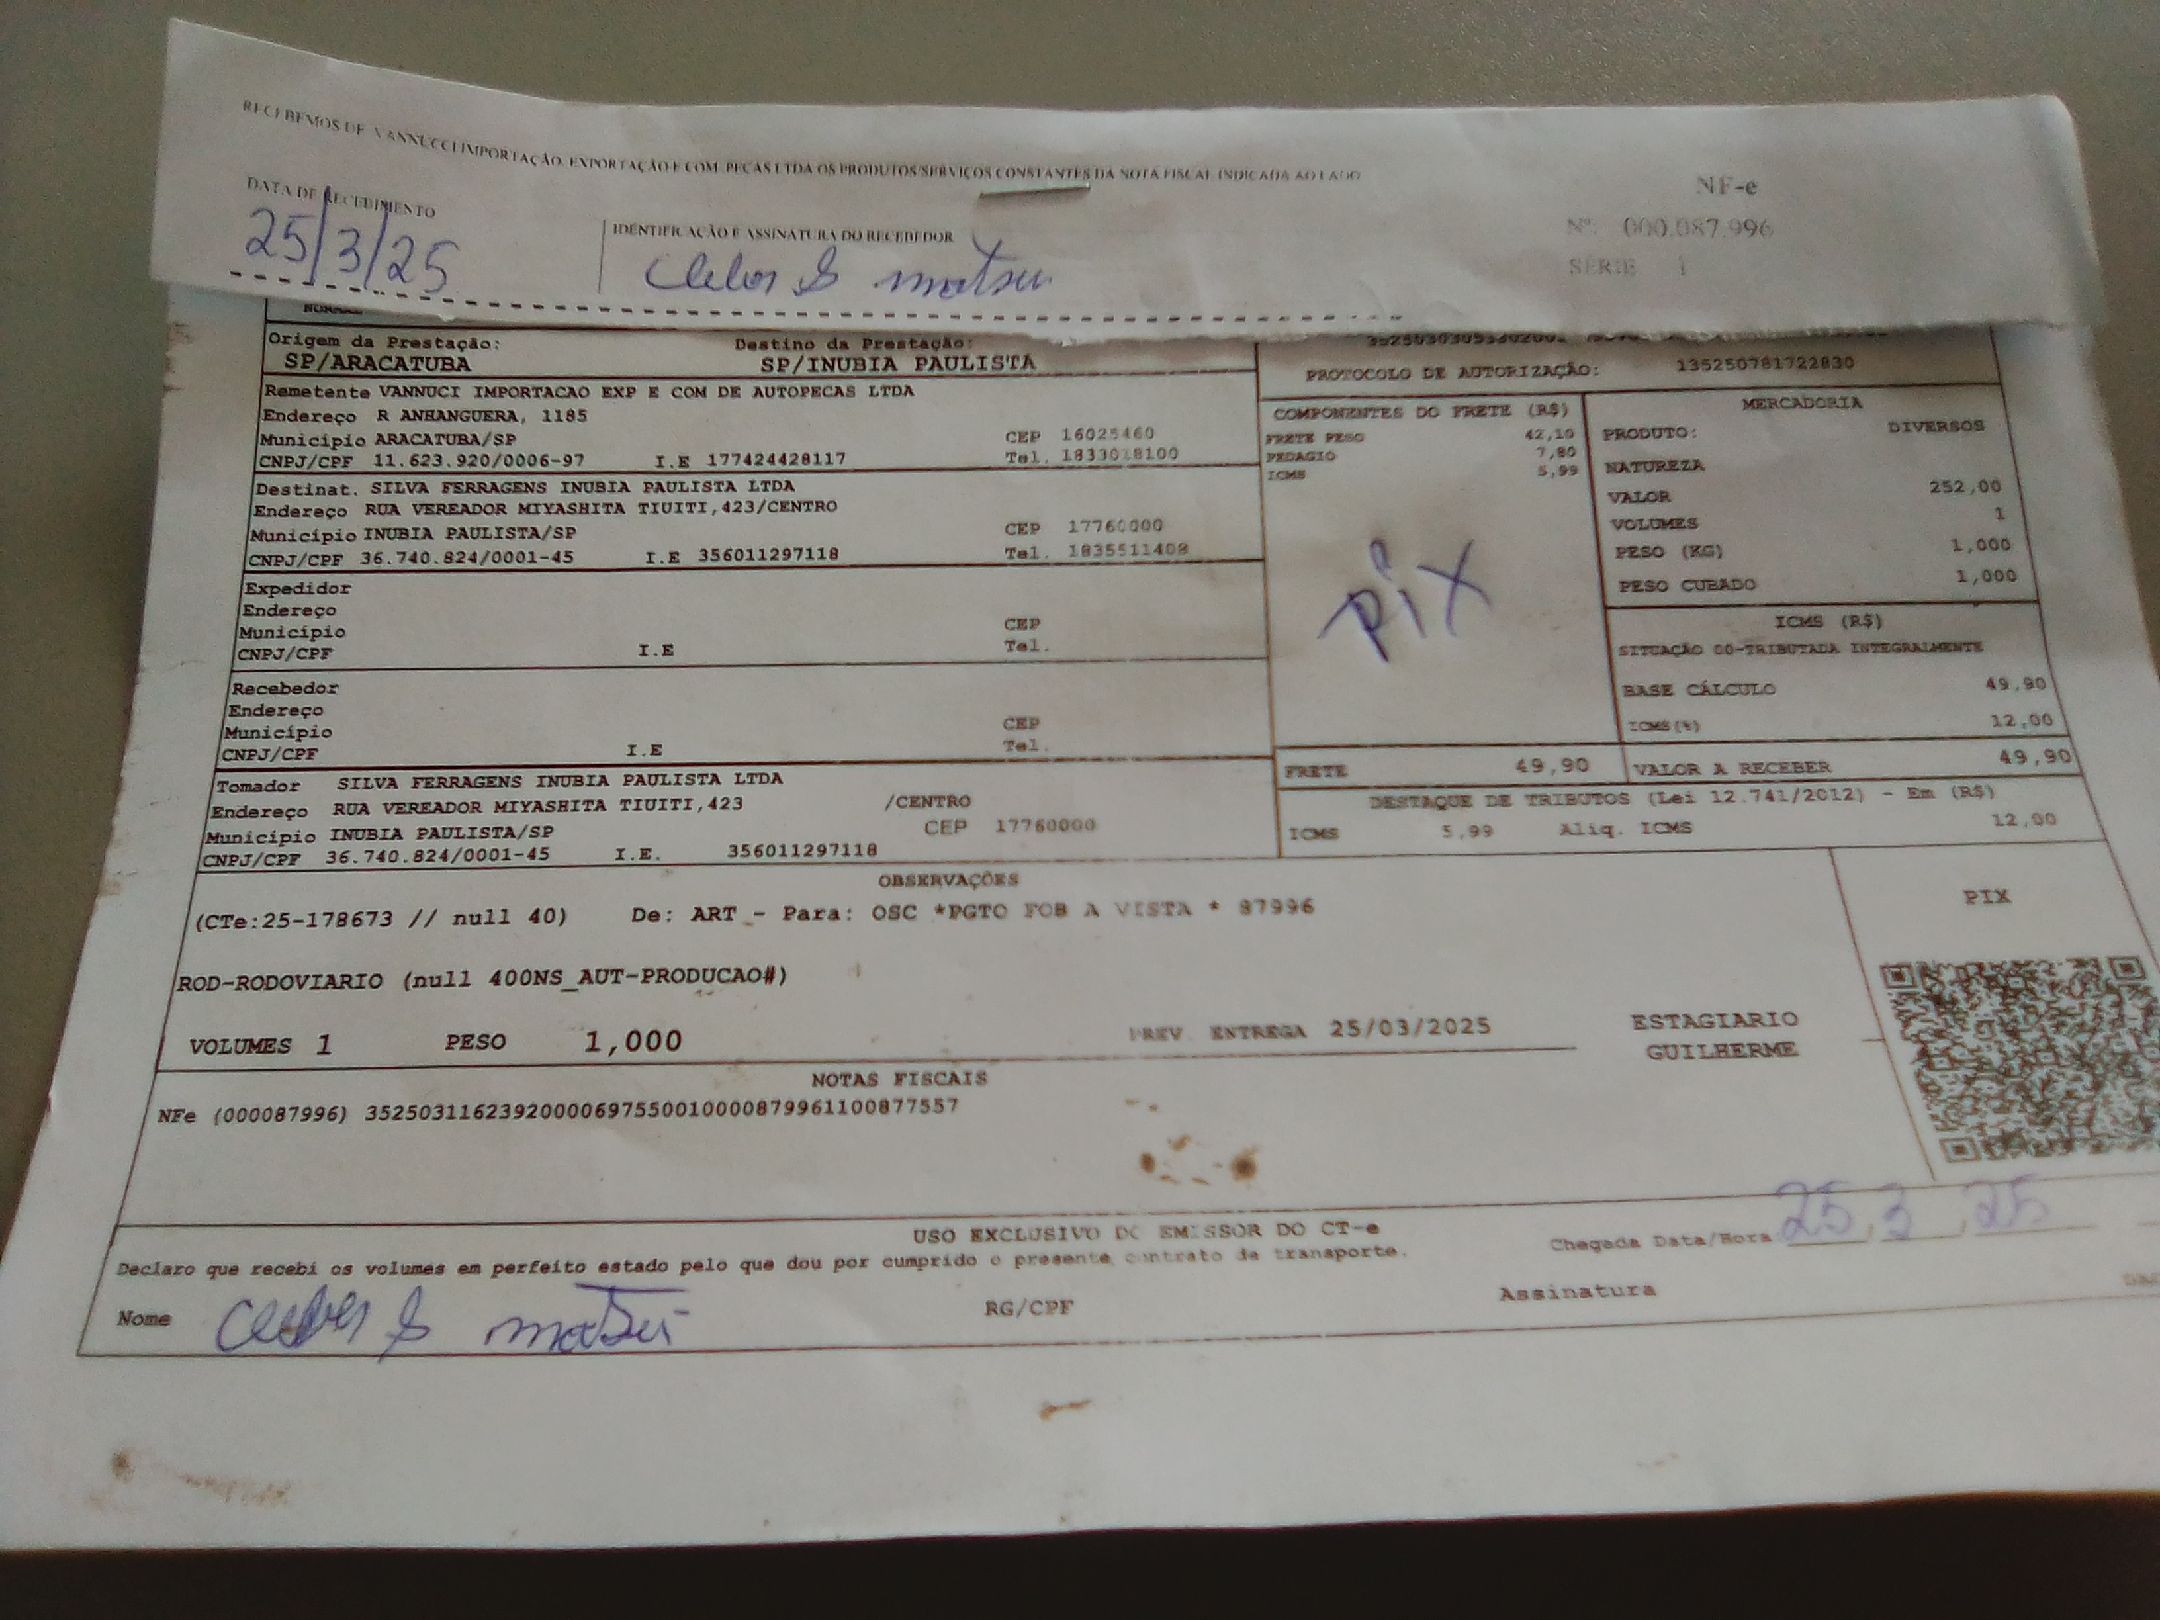 RECEBEMOS DE VANNUCCI IMPORTAÇÃO, EXPORTAÇÃO E COM. PEÇAS LTDA OS PRODUTOS/SERVIÇOS CONSTANTES DA NOTA FISCAL INDICADA AO LADO
NF-e
Nº: 000.087.996
SÉRIE 1
DATA DE RECEBIMENTO
25/3/25
IDENTIFICAÇÃO E ASSINATURA DO RECEBEDOR
Origem da Prestação: Destino da Prestação:
SP/ARACATUBA SP/INUBIA PAULISTA
PROTOCOLO DE AUTORIZAÇÃO: 135250781722830
Remetente VANNUCI IMPORTACAO EXP E COM DE AUTOPECAS LTDA
Endereço R ANHANGUERA, 1185
Município ARACATUBA/SP CEP 16025460
CNPJ/CPF 11.623.920/0006-97 I.E 177424428117 Tel. 1833018100
Destinat. SILVA FERRAGENS INUBIA PAULISTA LTDA
Endereço RUA VEREADOR MIYASHITA TIUITI,423/CENTRO
Município INUBIA PAULISTA/SP CEP 17760000
CNPJ/CPF 36.740.824/0001-45 I.E 356011297118 Tel. 1835511408
Expedidor
Endereço
Município CEP
CNPJ/CPF I.E Tel.
Recebedor
Endereço
Município CEP
CNPJ/CPF I.E Tel.
Tomador SILVA FERRAGENS INUBIA PAULISTA LTDA
Endereço RUA VEREADOR MIYASHITA TIUITI,423 /CENTRO
Município INUBIA PAULISTA/SP CEP 17760000
CNPJ/CPF 36.740.824/0001-45 I.E. 356011297118
COMPONENTES DO FRETE (R$)
FRETE PESO 42,10
PEDAGIO 7,80
ICMS 5,99
Pix
MERCADORIA
PRODUTO: DIVERSOS
NATUREZA
VALOR 252,00
VOLUMES 1
PESO (KG) 1,000
PESO CUBADO 1,000
ICMS (R$)
SITUAÇÃO 00-TRIBUTADA INTEGRALMENTE
BASE CÁLCULO 49,90
ICMS(%) 12,00
FRETE 49,90 VALOR A RECEBER 49,90
DESTAQUE DE TRIBUTOS (Lei 12.741/2012) - Em (R$)
ICMS 5,99 Aliq. ICMS 12,00
OBSERVAÇÕES
(CTe:25-178673 // null 40) De: ART - Para: OSC *PGTO FOB A VISTA * 87996
PIX
ROD-RODOVIARIO (null 400NS_AUT-PRODUCAO#)
VOLUMES 1 PESO 1,000 PREV. ENTREGA 25/03/2025
ESTAGIARIO
GUILHERME
NOTAS FISCAIS
NFe (000087996) 35250311623920000697550010000879961100877557
USO EXCLUSIVO DO EMISSOR DO CT-e
Declaro que recebi os volumes em perfeito estado pelo que dou por cumprido o presente contrato de transporte.
Chegada Data/Hora 25 3 25
Nome RG/CPF Assinatura